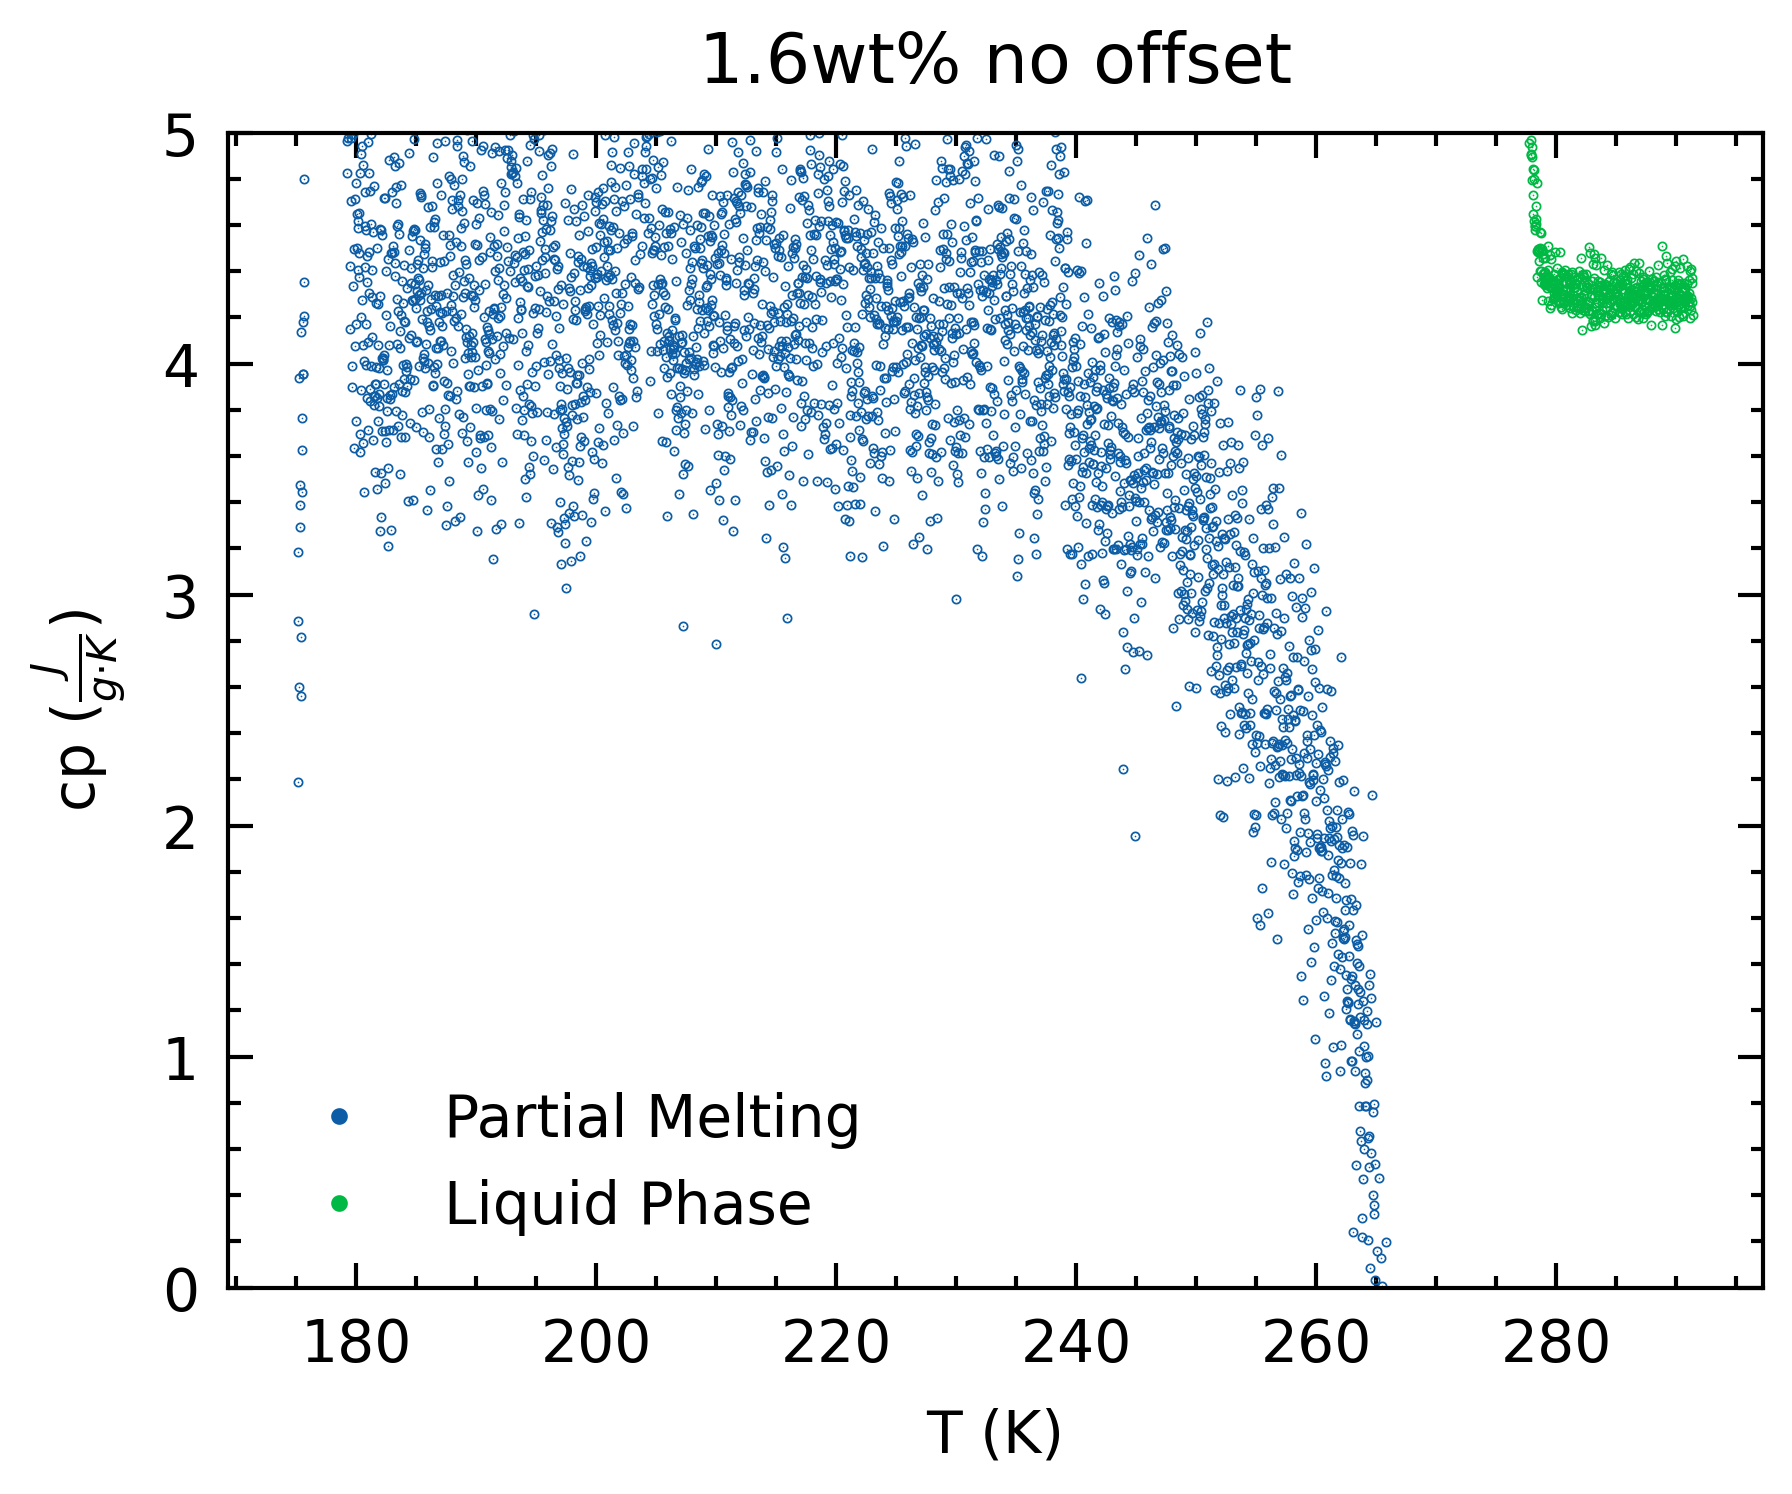 1.6wt% no offset
5
4
3
2
1
0
cp (J/g·K)
Partial Melting
Liquid Phase
180 200 220 240 260 280
T (K)